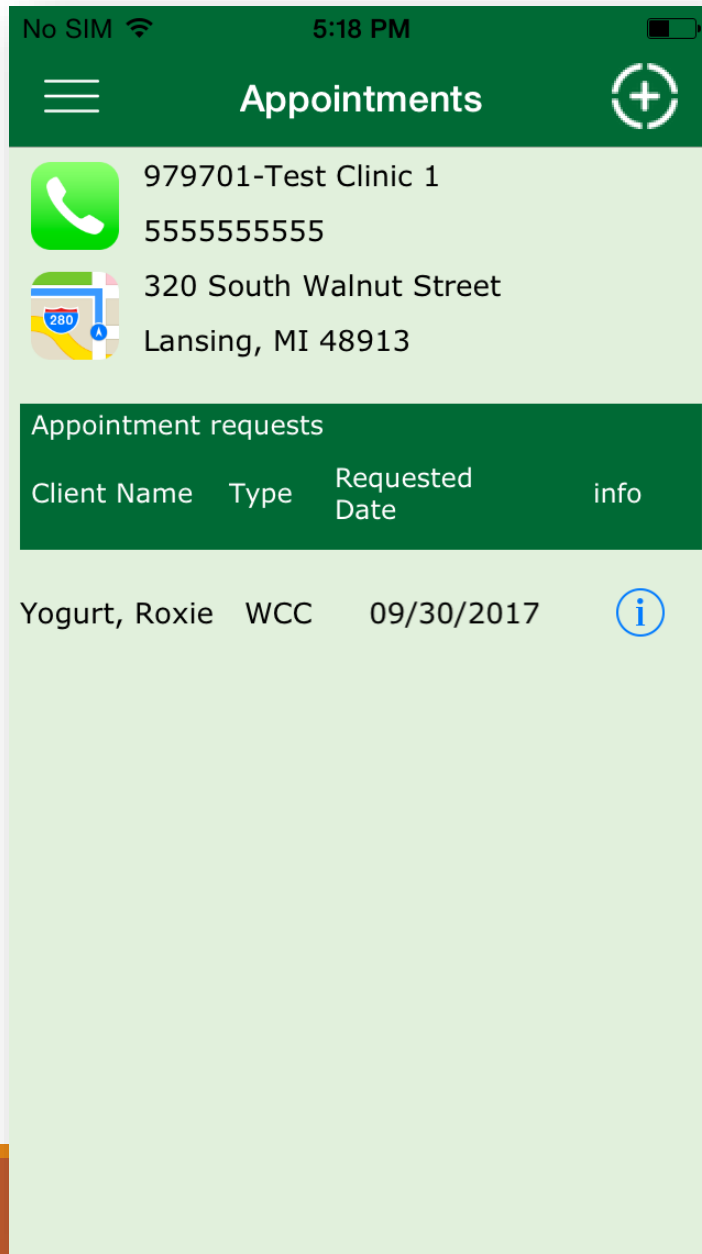 No SIM 5:18 PM
Appointments
979701-Test Clinic 1
5555555555
320 South Walnut Street
280
Lansing, MI 48913
Appointment requests
Client Name Type Requested Date info
Yogurt, Roxie WCC 09/30/2017 i